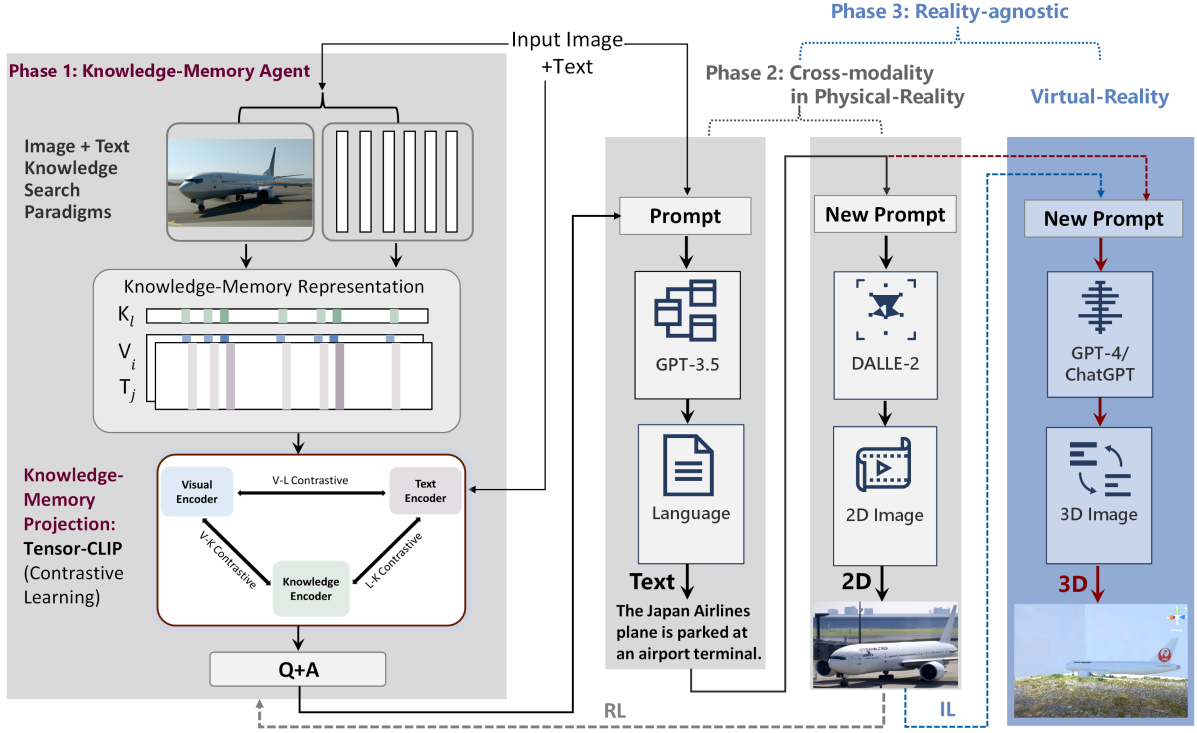 Phase 3: Reality-agnostic
Input Image
+Text
Phase 1: Knowledge-Memory Agent
Phase 2: Cross-modality
in Physical-Reality
Virtual-Reality
Image + Text
Knowledge
Search
Paradigms
Knowledge-Memory Representation
K_l
V_i
T_j
Knowledge-
Memory
Projection:
Tensor-CLIP
(Contrastive
Learning)
Visual
Encoder
V-L Contrastive
Text
Encoder
V-K Contrastive
L-K Contrastive
Knowledge
Encoder
Q+A
Prompt
GPT-3.5
Language
Text
The Japan Airlines
plane is parked at
an airport terminal.
New Prompt
DALLE-2
2D Image
2D
New Prompt
GPT-4/
ChatGPT
3D Image
3D
RL
IL